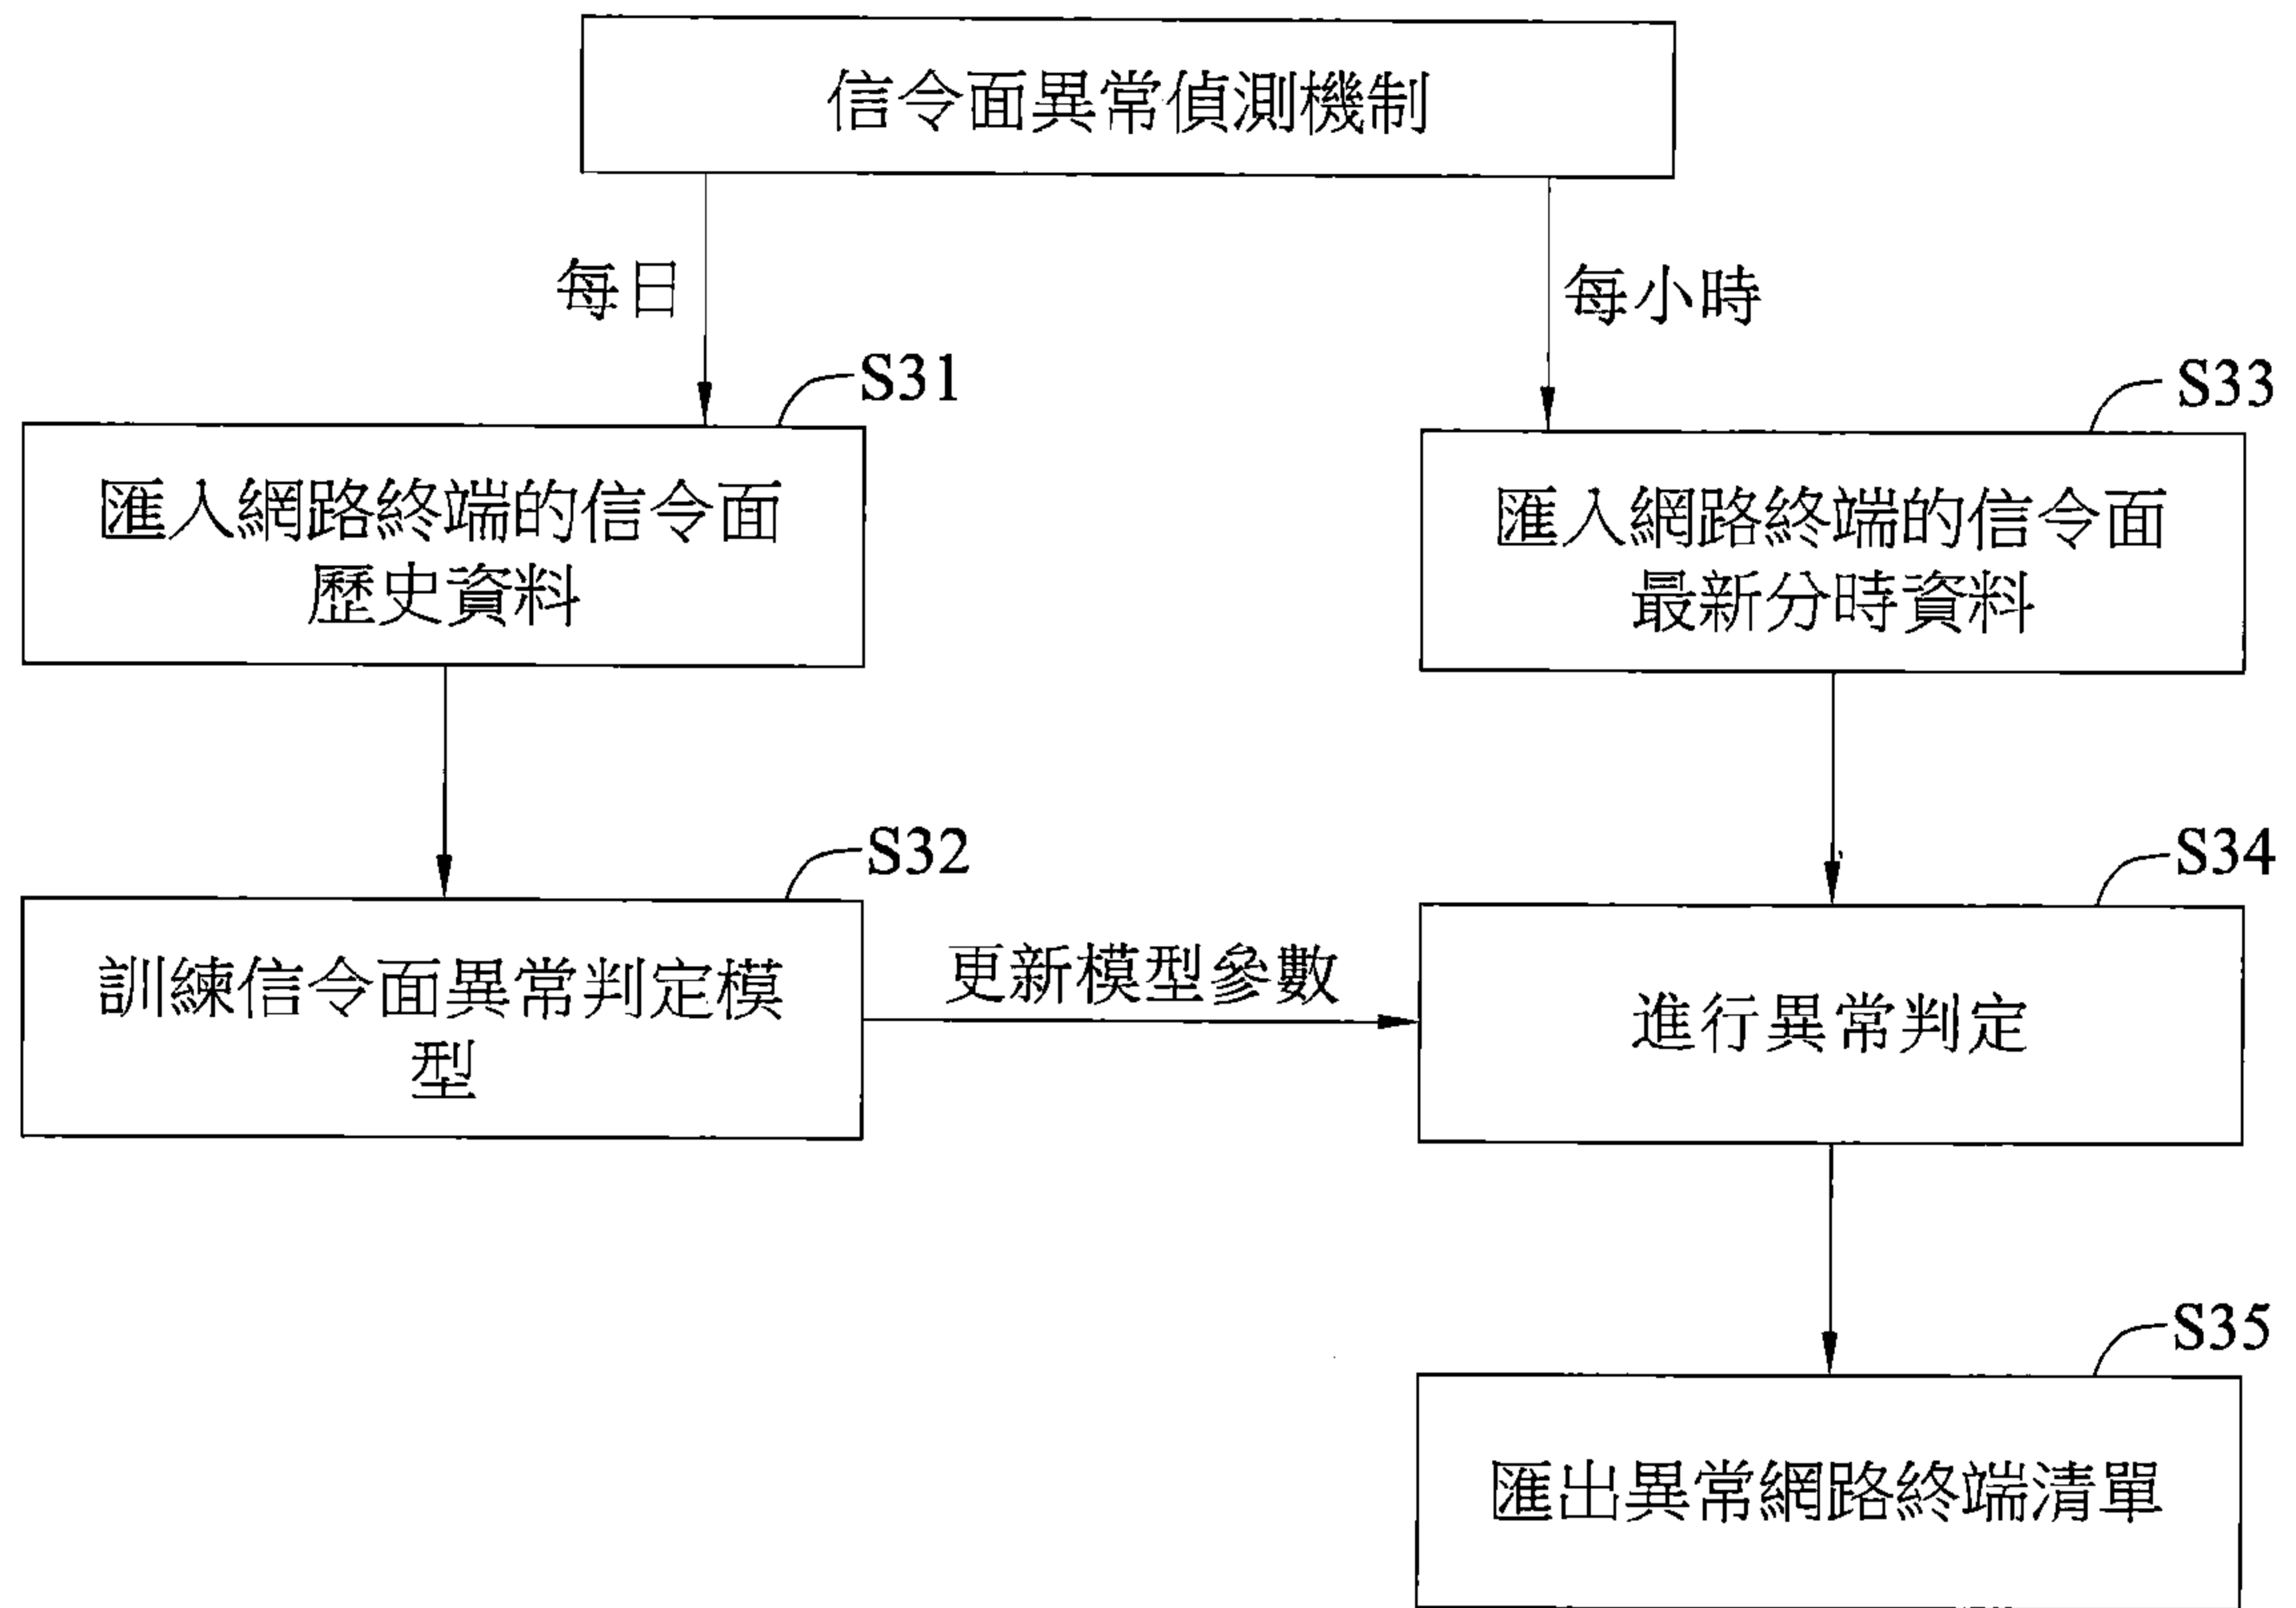 信令面異常偵測機制
每日
每小時
S31
S33
匯入網路終端的信令面
歷史資料
匯入網路終端的信令面
最新分時資料
S32
S34
訓練信令面異常判定模
型
更新模型參數
進行異常判定
S35
匯出異常網路終端清單